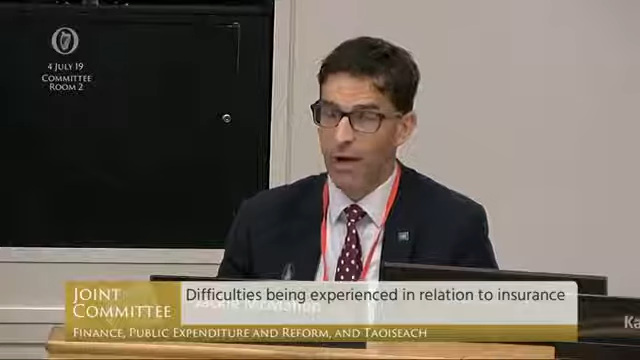 4 July 19
Committee
Room 2
Joint
Committee
Difficulties being experienced in relation to insurance
Finance, Public Expenditure and Reform, and Taoiseach
Ka